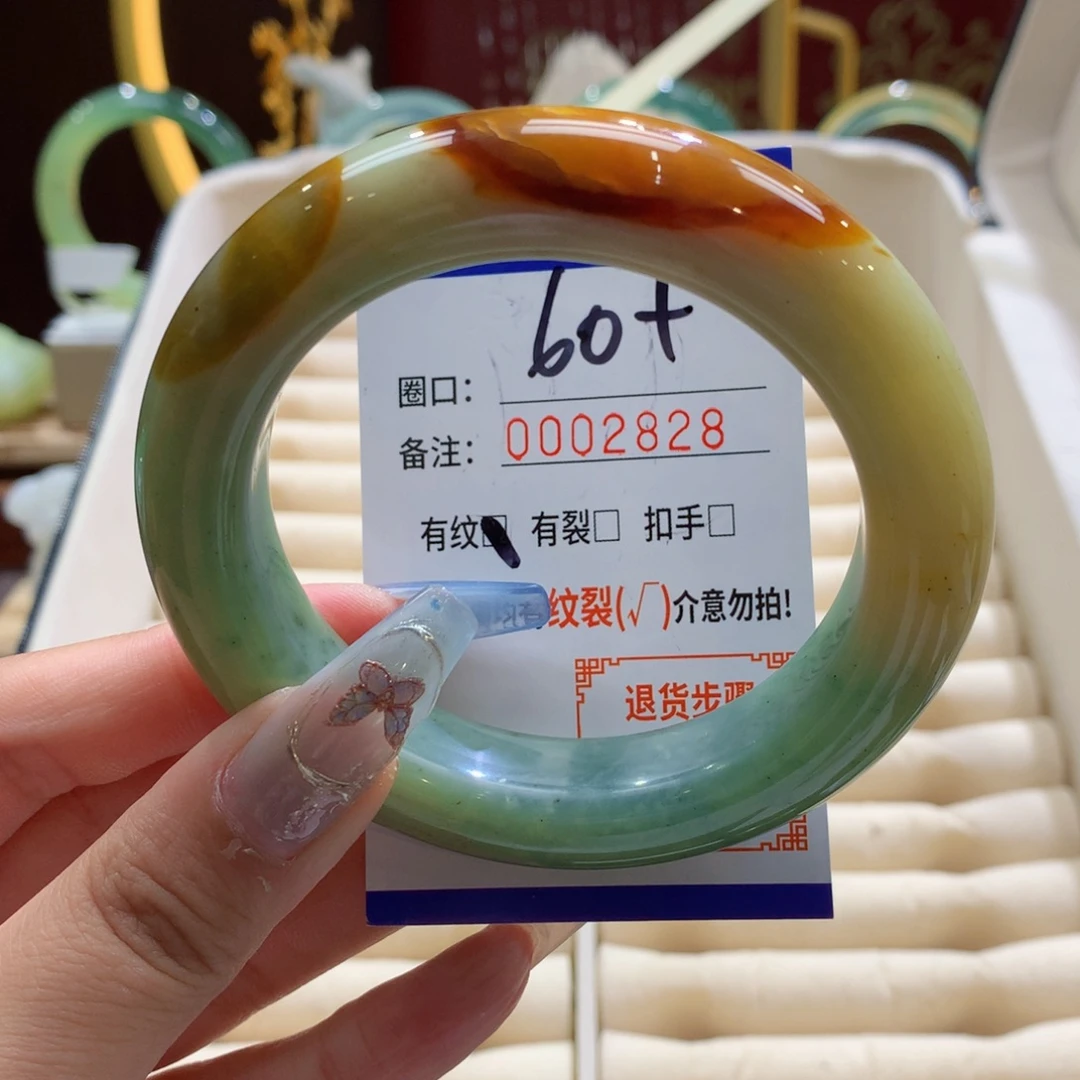 圈口： 60+
备注： 0002828
有纹□ 有裂□ 扣手□
纹裂(√)介意勿拍!
退货步骤